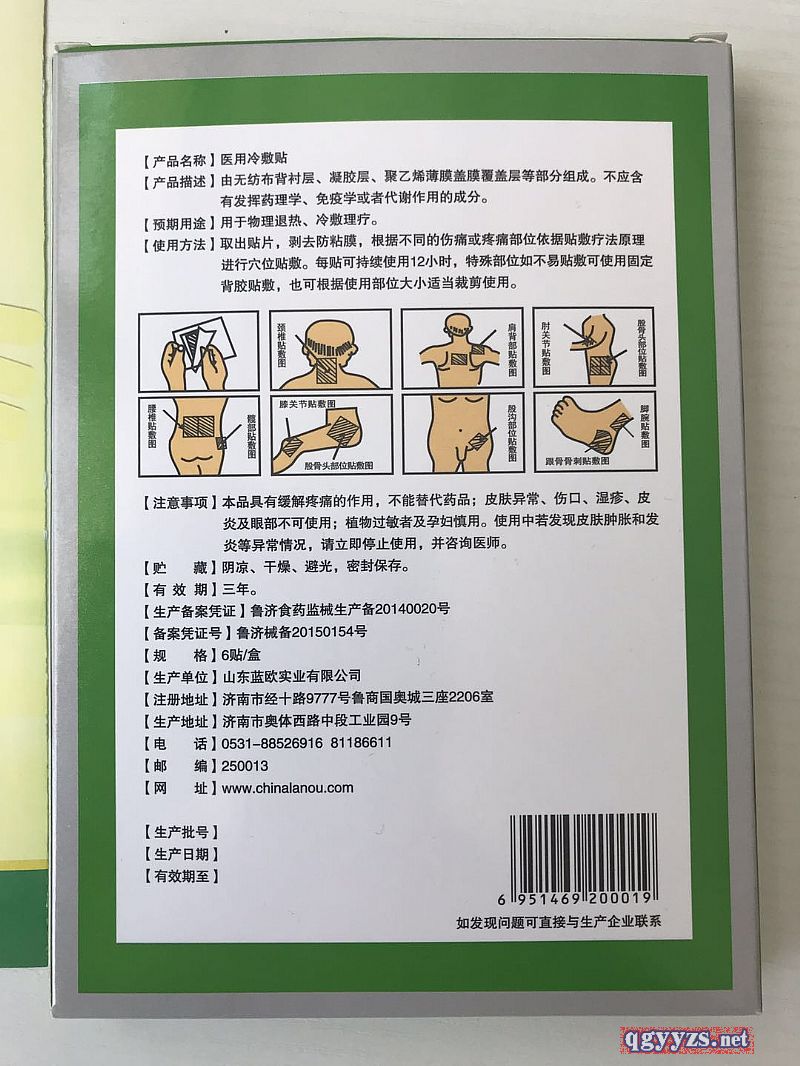 【产品名称】医用冷敷贴
【产品描述】由无纺布背衬层、凝胶层、聚乙烯薄膜盖膜覆盖层等部分组成。不应含
有发挥药理学、免疫学或者代谢作用的成分。
【预期用途】用于物理退热、冷敷理疗。
【使用方法】取出贴片，剥去防粘膜，根据不同的伤痛或疼痛部位依据贴敷疗法原理
进行穴位贴敷。每贴可持续使用12小时，特殊部位如不易贴敷可使用固定
背胶贴敷，也可根据使用部位大小适当裁剪使用。
颈椎贴敷图
肩背部贴敷图
肘关节贴敷图
股骨头部位贴敷图
腰椎贴敷图
髋部贴敷图
膝关节贴敷图
股骨头部位贴敷图
股沟部位贴敷图
脚腕贴敷图
跟骨骨刺贴敷图
【注意事项】本品具有缓解疼痛的作用，不能替代药品；皮肤异常、伤口、湿疹、皮
炎及眼部不可使用；植物过敏者及孕妇慎用。使用中若发现皮肤肿胀和发
炎等异常情况，请立即停止使用，并咨询医师。
【贮 藏】阴凉、干燥、避光，密封保存。
【有 效 期】三年。
【生产备案凭证】鲁济食药监械生产备20140020号
【备案凭证号】鲁济械备20150154号
【规 格】6贴/盒
【生产单位】山东蓝欧实业有限公司
【注册地址】济南市经十路9777号鲁商国奥城三座2206室
【生产地址】济南市奥体西路中段工业园9号
【电 话】0531-88526916 81186611
【邮 编】250013
【网 址】www.chinalanou.com
【生产批号】
【生产日期】
【有效期至】
6 951469 200019
如发现问题可直接与生产企业联系
qgyyzs.net